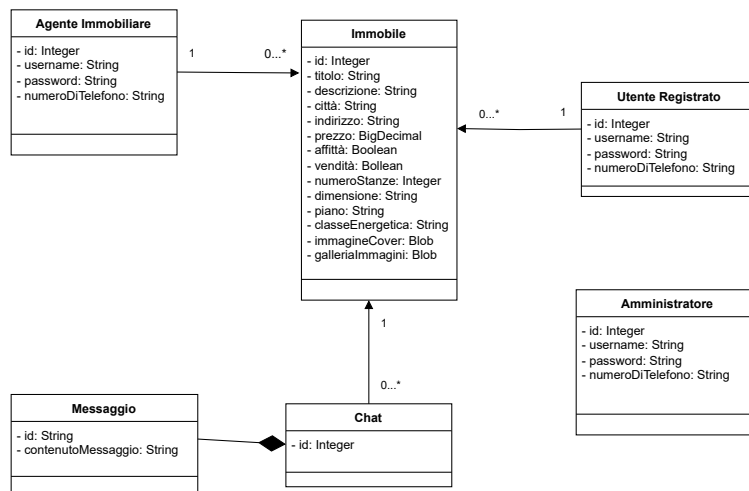 Agente Immobiliare
- id: Integer
- username: String
- password: String
- numeroDiTelefono: String
1
0...*
Immobile
- id: Integer
- titolo: String
- descrizione: String
- città: String
- indirizzo: String
- prezzo: BigDecimal
- affittà: Boolean
- vendità: Bollean
- numeroStanze: Integer
- dimensione: String
- piano: String
- classeEnergetica: String
- immagineCover: Blob
- galleriaImmagini: Blob
0...*
1
Utente Registrato
- id: Integer
- username: String
- password: String
- numeroDiTelefono: String
1
0...*
Amministratore
- id: Integer
- username: String
- password: String
- numeroDiTelefono: String
Messaggio
- id: String
- contenutoMessaggio: String
Chat
- id: Integer